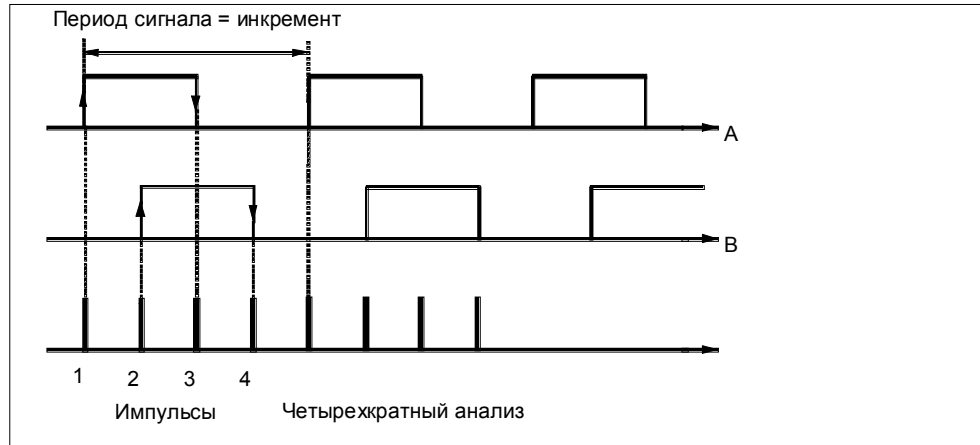 Период сигнала = инкремент
A
B
1 2 3 4
Импульсы Четырехкратный анализ